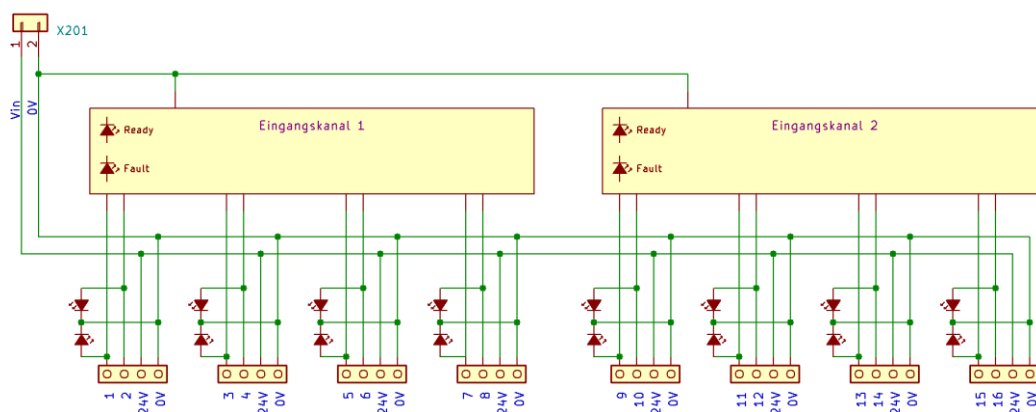 X201
1 2
Vin 0V
Eingangskanal 1
Ready
Fault
Eingangskanal 2
Ready
Fault
1 2 24V 0V
3 4 24V 0V
5 6 24V 0V
7 8 24V 0V
9 10 24V 0V
11 12 24V 0V
13 14 24V 0V
15 16 24V 0V